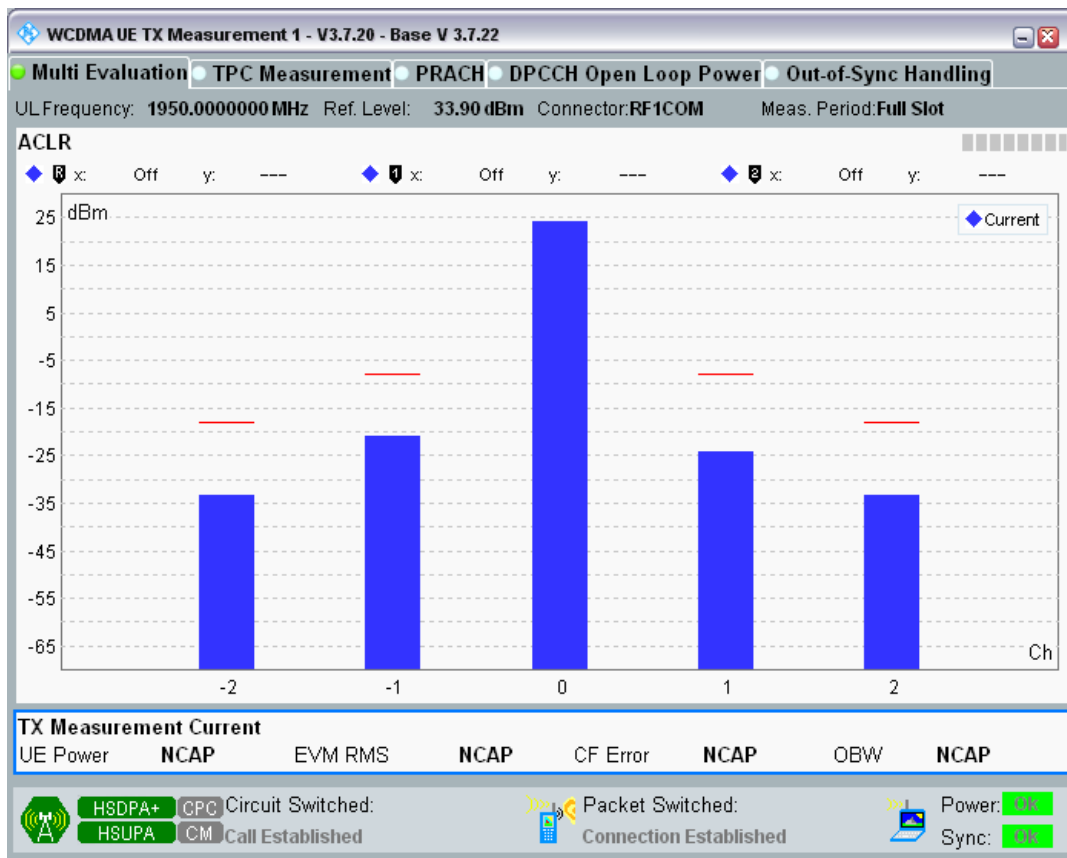 WCDMA UE TX Measurement 1 - V3.7.20 - Base V 3.7.22
Multi Evaluation TPC Measurement PRACH DPCCH Open Loop Power Out-of-Sync Handling
UL Frequency: 1950.0000000 MHz Ref. Level: 33.90 dBm Connector:RF1COM Meas. Period:Full Slot
ACLR
R x: Off y: --- 1 x: Off y: --- 2 x: Off y: ---
dBm
Current
25
15
5
-5
-15
-25
-35
-45
-55
-65
Ch
-2 -1 0 1 2
TX Measurement Current
UE Power NCAP EVM RMS NCAP CF Error NCAP OBW NCAP
HSDPA+ CPC Circuit Switched: Packet Switched: Power: Ok
HSUPA CM Call Established Connection Established Sync: Ok